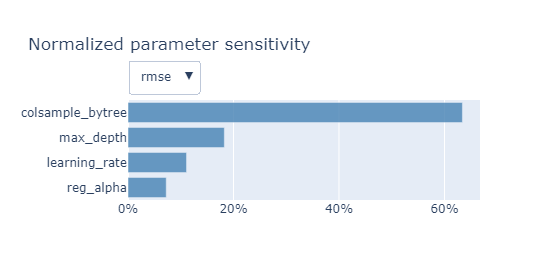 Normalized parameter sensitivity
rmse
colsample_bytree
max_depth
learning_rate
reg_alpha
0% 20% 40% 60%